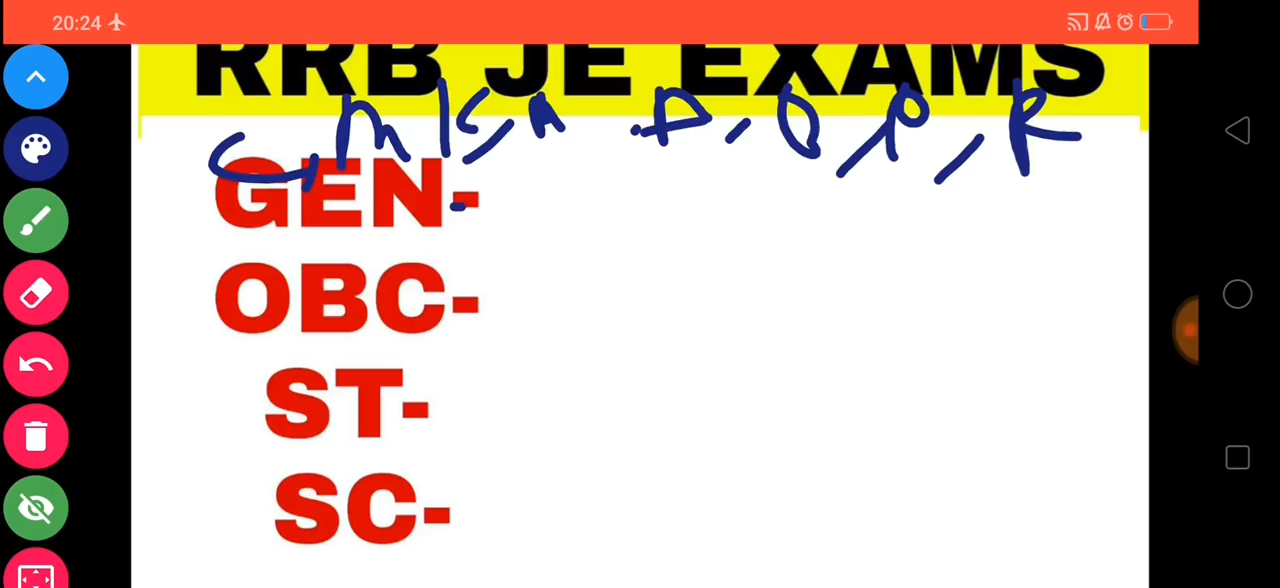 20:24
RRB JE EXAMS
C, M K, A D, Q, P, R
GEN-
OBC-
ST-
SC-